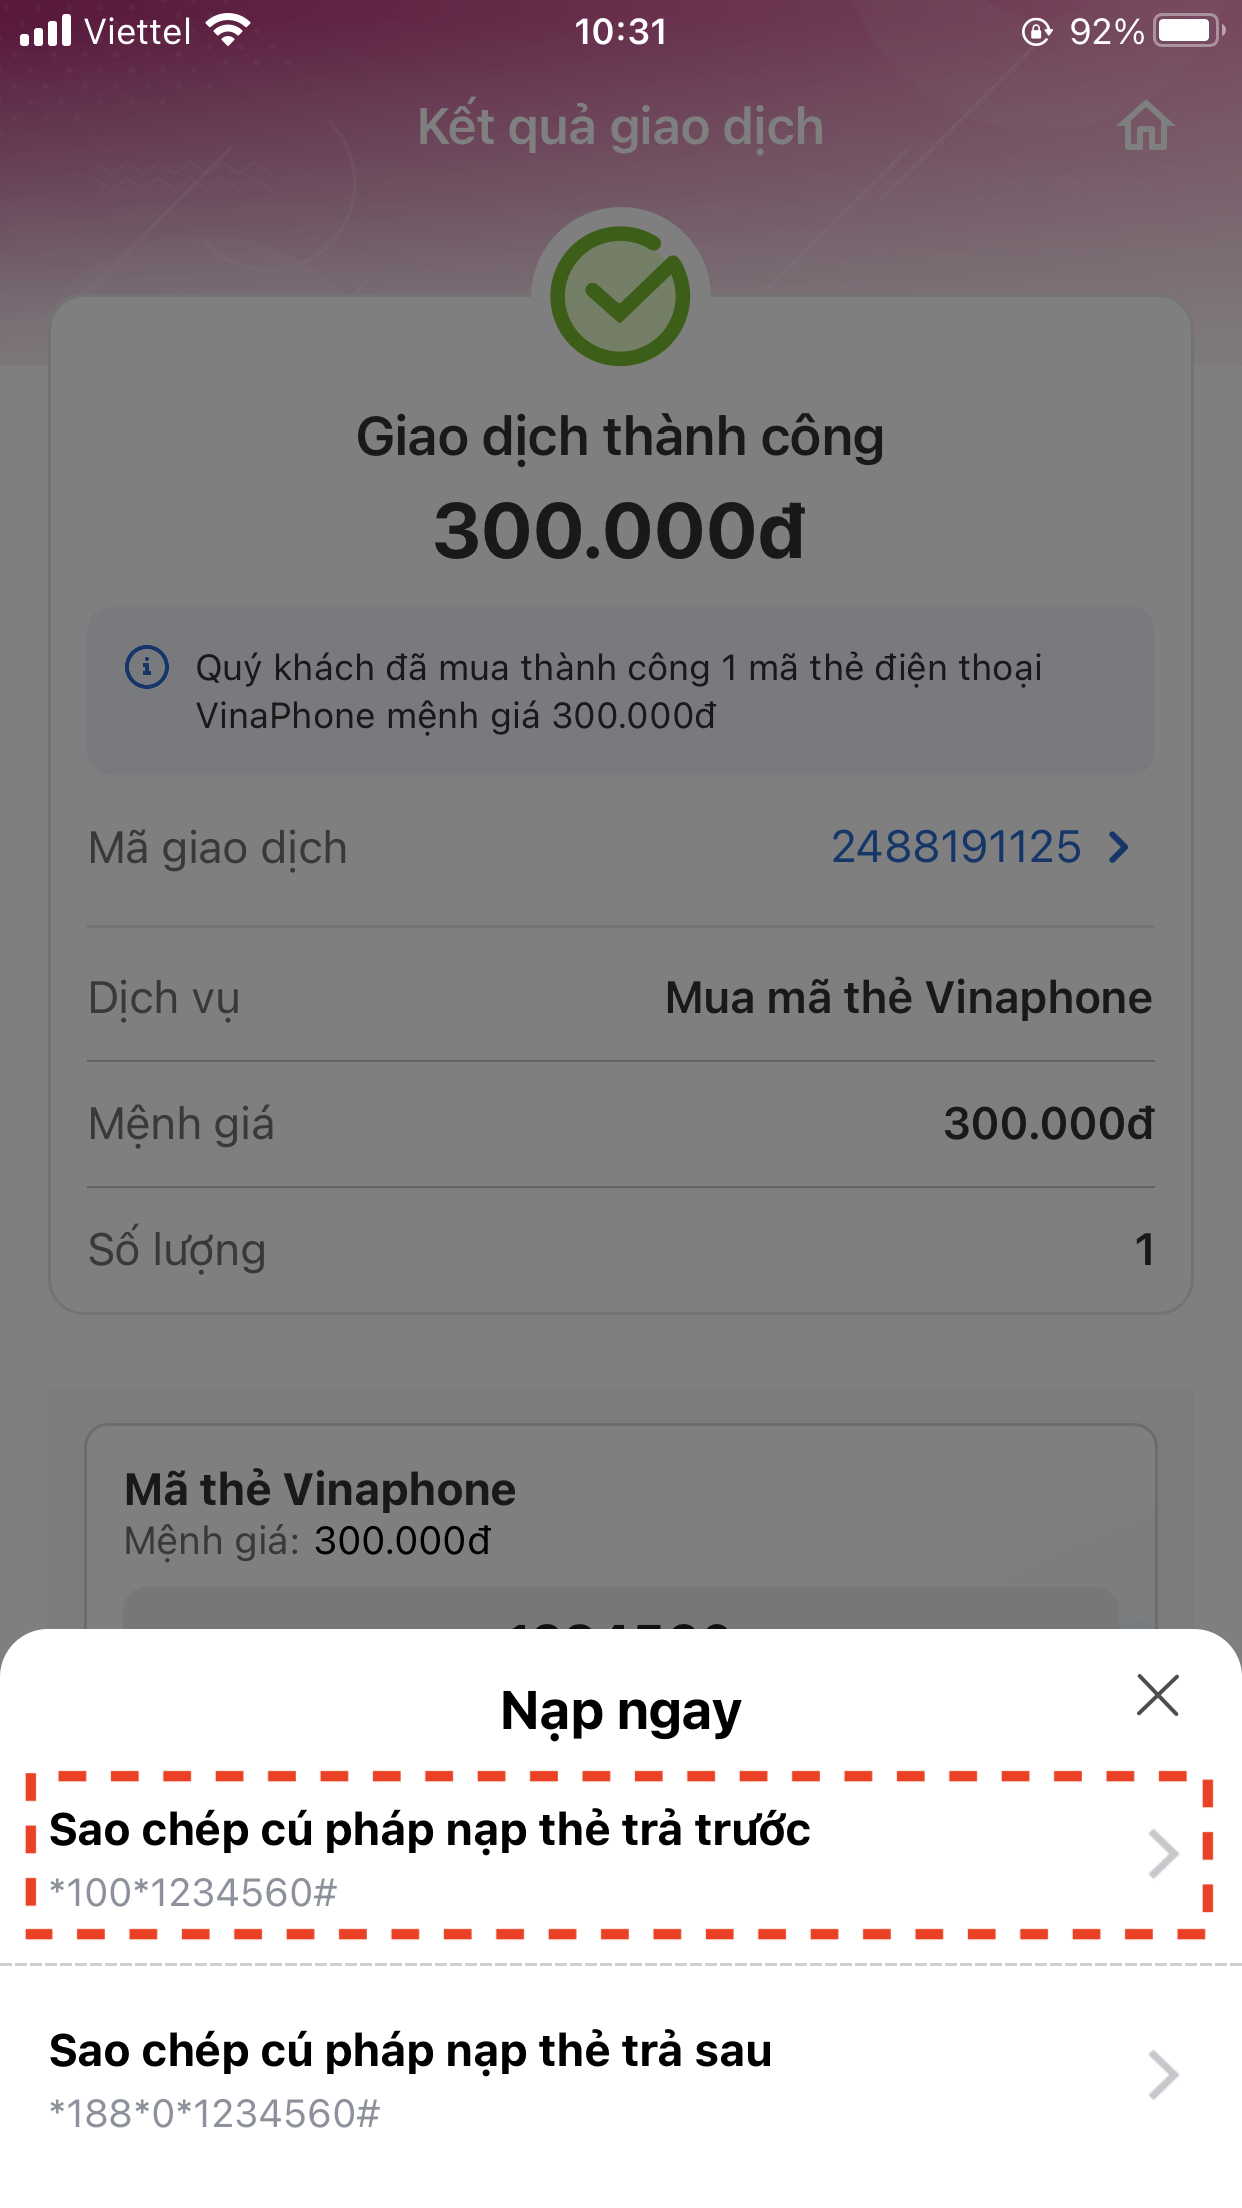 Viettel
10:31
92%
Kết quả giao dịch
Giao dịch thành công
300.000đ
Quý khách đã mua thành công 1 mã thẻ điện thoại
VinaPhone mệnh giá 300.000đ
Mã giao dịch 2488191125
Dịch vụ Mua mã thẻ Vinaphone
Mệnh giá 300.000đ
Số lượng 1
Mã thẻ Vinaphone
Mệnh giá: 300.000đ
Nạp ngay
Sao chép cú pháp nạp thẻ trả trước
*100*1234560#
Sao chép cú pháp nạp thẻ trả sau
*188*0*1234560#